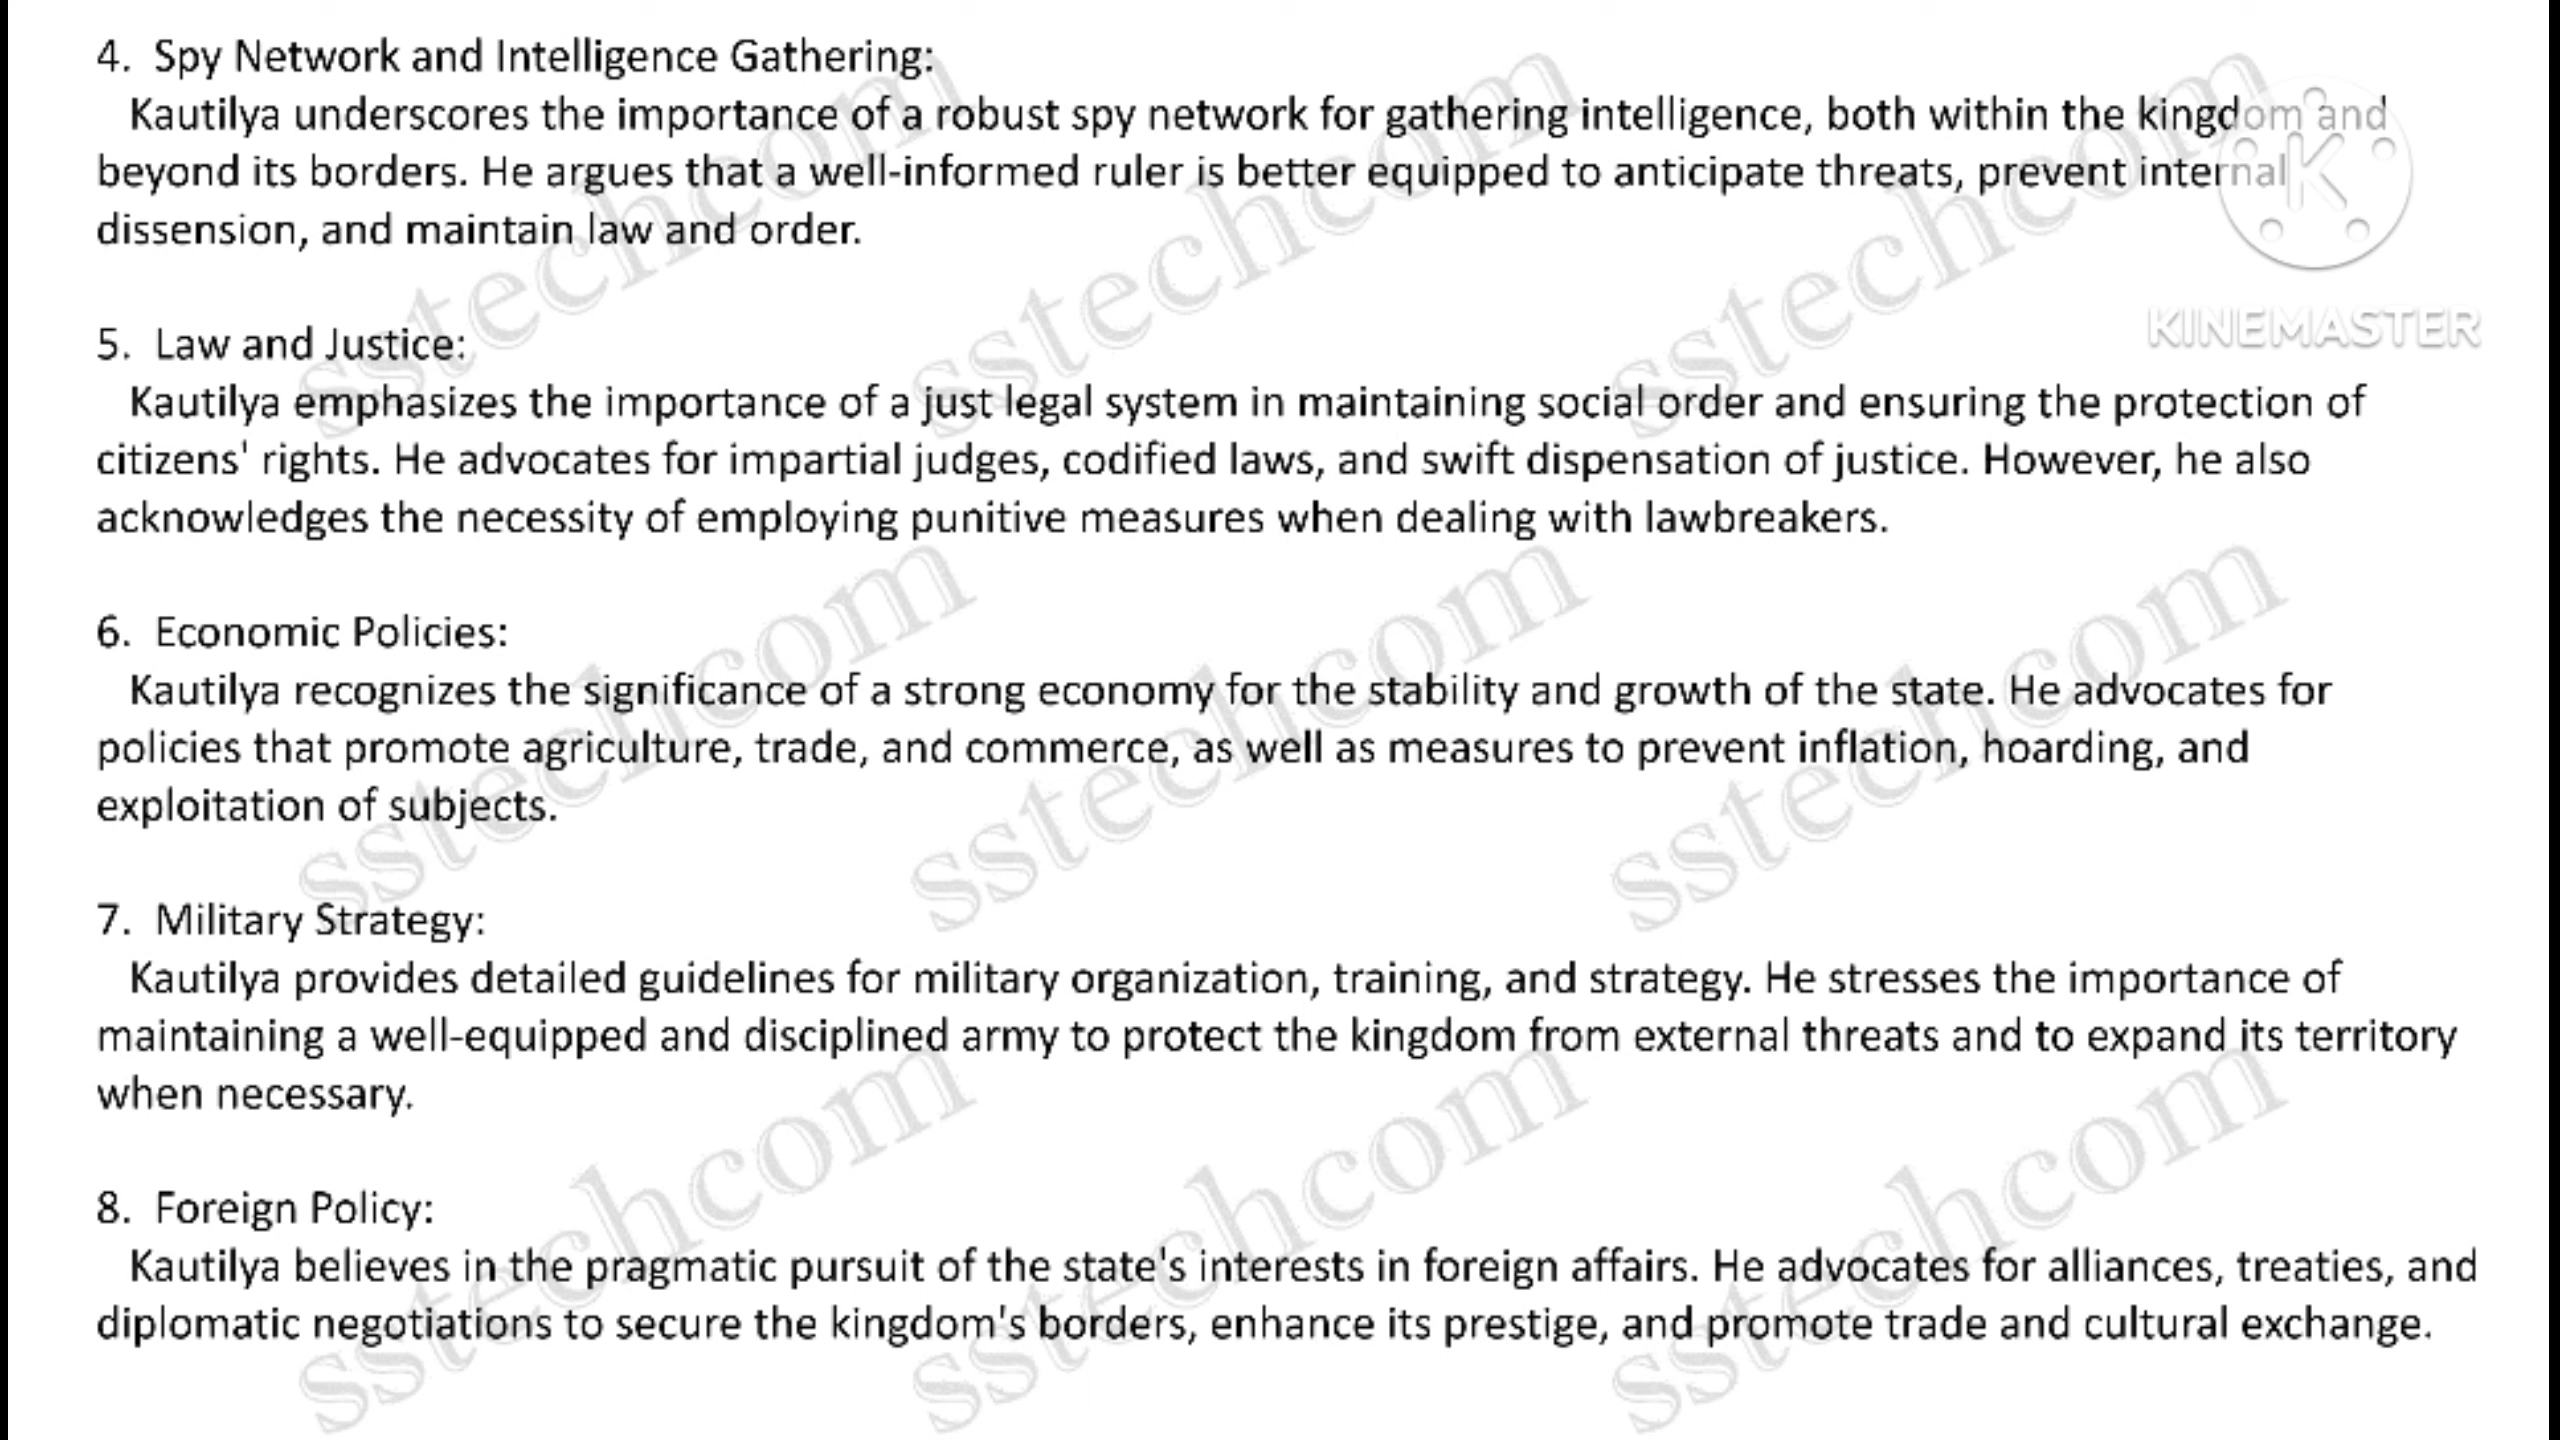 4. Spy Network and Intelligence Gathering:
Kautilya underscores the importance of a robust spy network for gathering intelligence, both within the kingdom and
beyond its borders. He argues that a well-informed ruler is better equipped to anticipate threats, prevent internal
dissension, and maintain law and order.
K
KINEMASTER
5. Law and Justice:
Kautilya emphasizes the importance of a just legal system in maintaining social order and ensuring the protection of
citizens' rights. He advocates for impartial judges, codified laws, and swift dispensation of justice. However, he also
acknowledges the necessity of employing punitive measures when dealing with lawbreakers.
sstechcom sstechcom sstechcom
6. Economic Policies:
Kautilya recognizes the significance of a strong economy for the stability and growth of the state. He advocates for
policies that promote agriculture, trade, and commerce, as well as measures to prevent inflation, hoarding, and
exploitation of subjects.
sstechcom sstechcom sstechcom
7. Military Strategy:
Kautilya provides detailed guidelines for military organization, training, and strategy. He stresses the importance of
maintaining a well-equipped and disciplined army to protect the kingdom from external threats and to expand its territory
when necessary.
8. Foreign Policy:
Kautilya believes in the pragmatic pursuit of the state's interests in foreign affairs. He advocates for alliances, treaties, and
diplomatic negotiations to secure the kingdom's borders, enhance its prestige, and promote trade and cultural exchange.
sstechcom sstechcom sstechcom